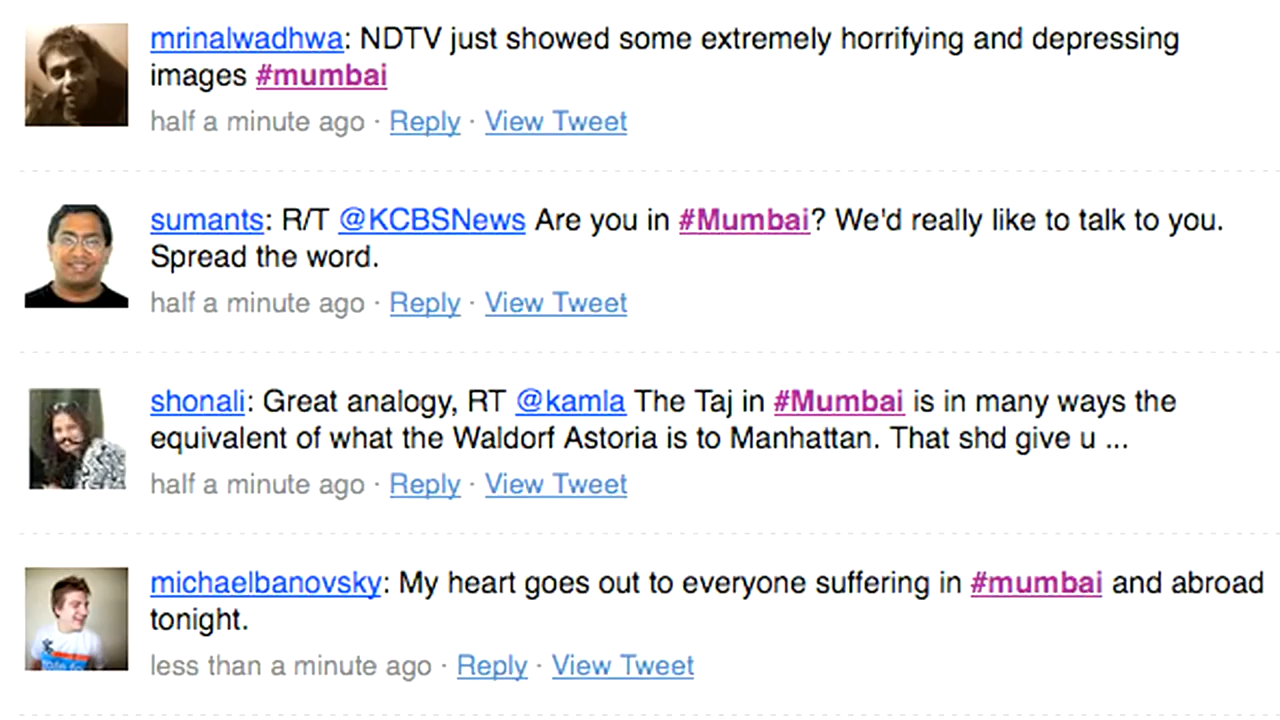 mrinalwadhwa: NDTV just showed some extremely horrifying and depressing
images #mumbai
half a minute ago · Reply · View Tweet
sumants: R/T @KCBSNews Are you in #Mumbai? We'd really like to talk to you.
Spread the word.
half a minute ago · Reply · View Tweet
shonali: Great analogy, RT @kamla The Taj in #Mumbai is in many ways the
equivalent of what the Waldorf Astoria is to Manhattan. That shd give u ...
half a minute ago · Reply · View Tweet
michaelbanovsky: My heart goes out to everyone suffering in #mumbai and abroad
tonight.
less than a minute ago · Reply · View Tweet